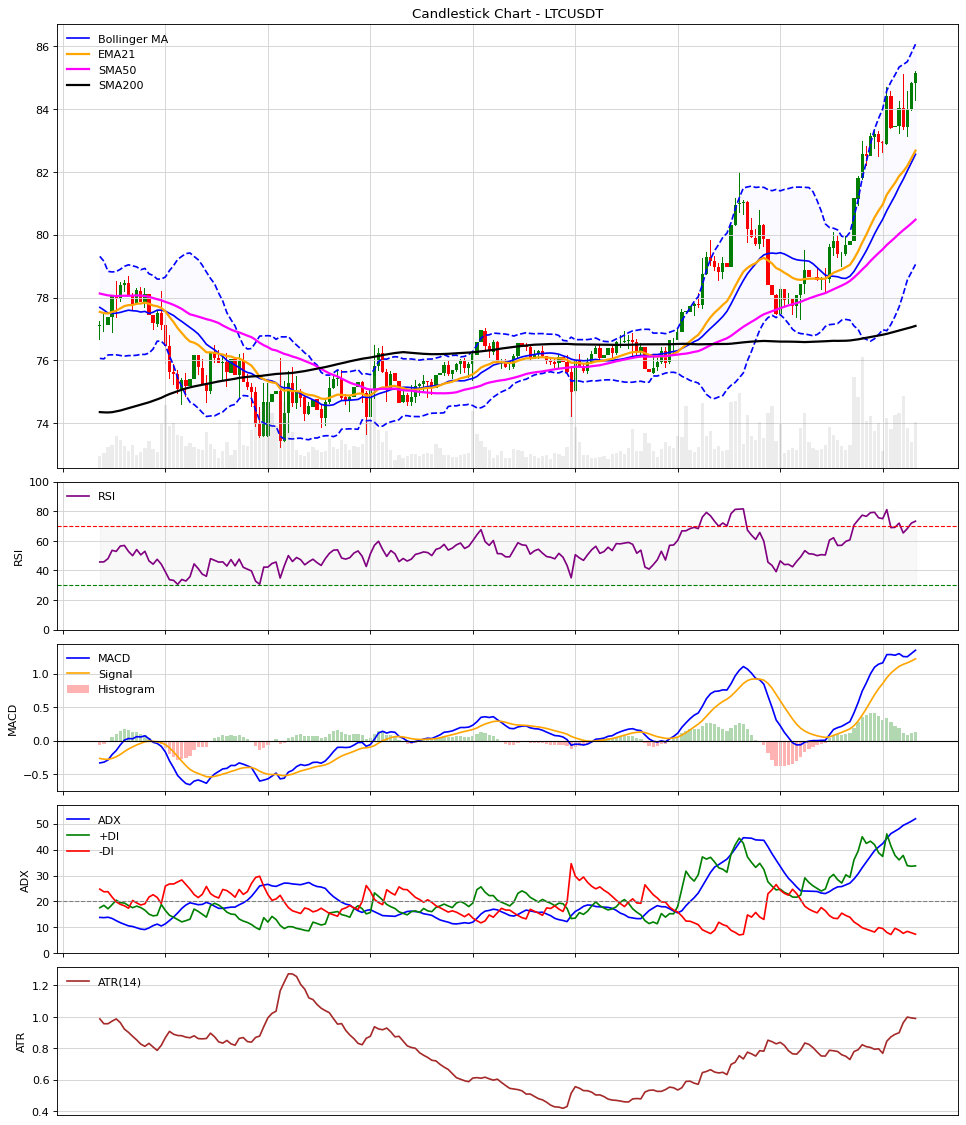 Candlestick Chart - LTCUSDT
Bollinger MA
EMA21
SMA50
SMA200
86
84
82
80
78
76
74
RSI
RSI
100
80
60
40
20
0
MACD
Signal
Histogram
MACD
1.0
0.5
0.0
−0.5
ADX
+DI
-DI
ADX
50
40
30
20
10
0
ATR(14)
ATR
1.2
1.0
0.8
0.6
0.4